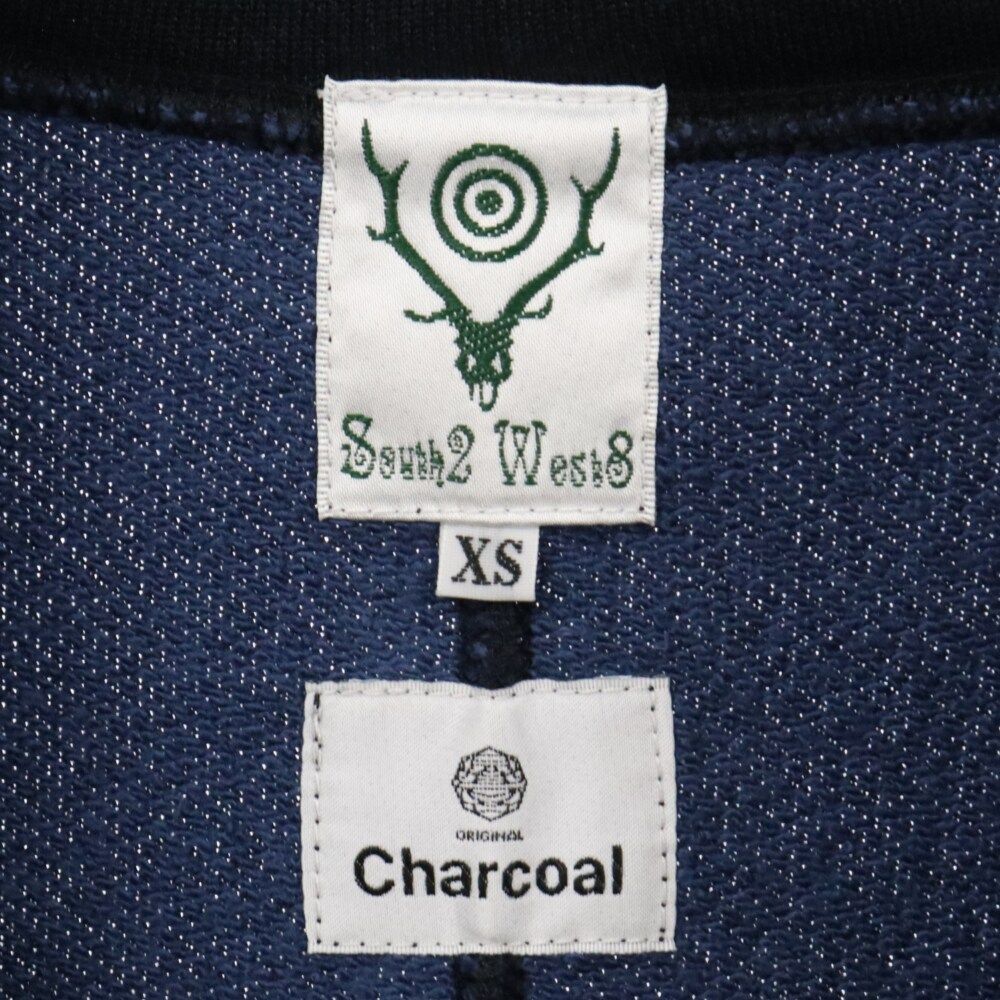 South2 West8
XS
ORIGINAL
Charcoal